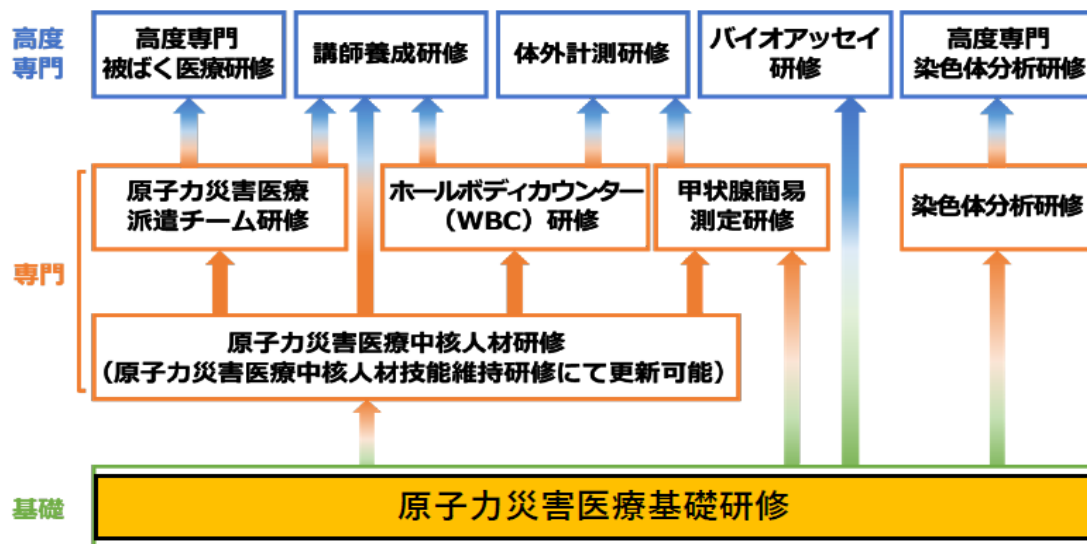 高度
専門
高度専門
被ばく医療研修
講師養成研修
体外計測研修
バイオアッセイ
研修
高度専門
染色体分析研修
専門
原子力災害医療
派遣チーム研修
ホールボディカウンター
（WBC）研修
甲状腺簡易
測定研修
染色体分析研修
原子力災害医療中核人材研修
（原子力災害医療中核人材技能維持研修にて更新可能）
基礎
原子力災害医療基礎研修